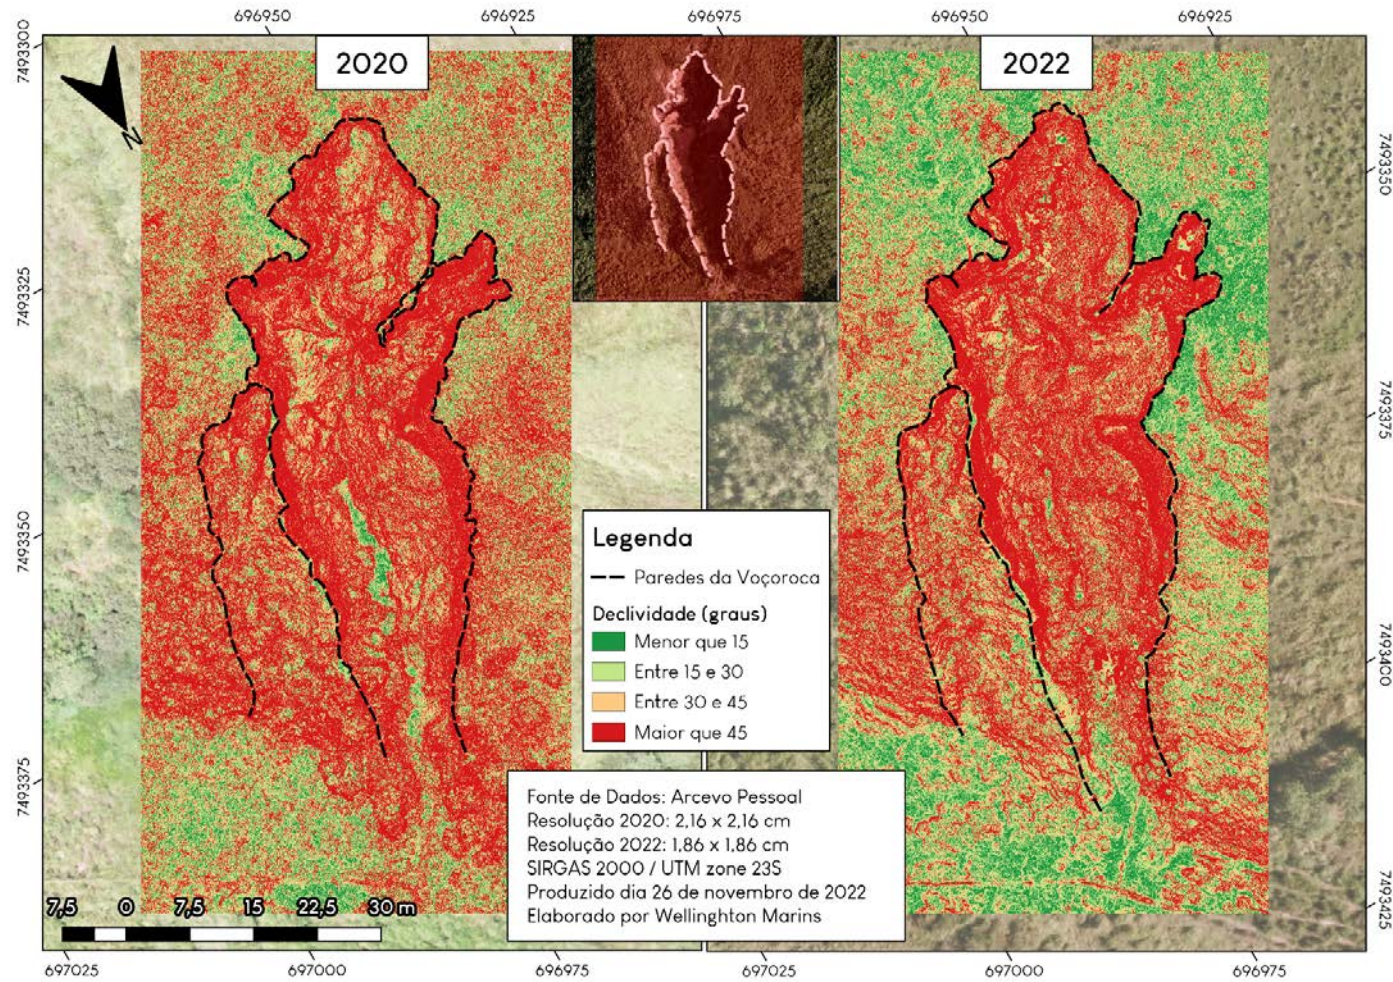 696950
696925
696975
696950
696925
7493300
7493325
7493350
7493375
2020
N
2022
7493350
7493375
7493400
7493425
Legenda
Paredes da Voçoroca
Declividade (graus)
Menor que 15
Entre 15 e 30
Entre 30 e 45
Maior que 45
Fonte de Dados: Arcevo Pessoal
Resolução 2020: 2,16 x 2,16 cm
Resolução 2022: 1,86 x 1,86 cm
SIRGAS 2000 / UTM zone 23S
Produzido dia 26 de novembro de 2022
Elaborado por Wellinghton Marins
7,5 0 7,5 15 22,5 30 m
697025
697000
696975
697025
697000
696975